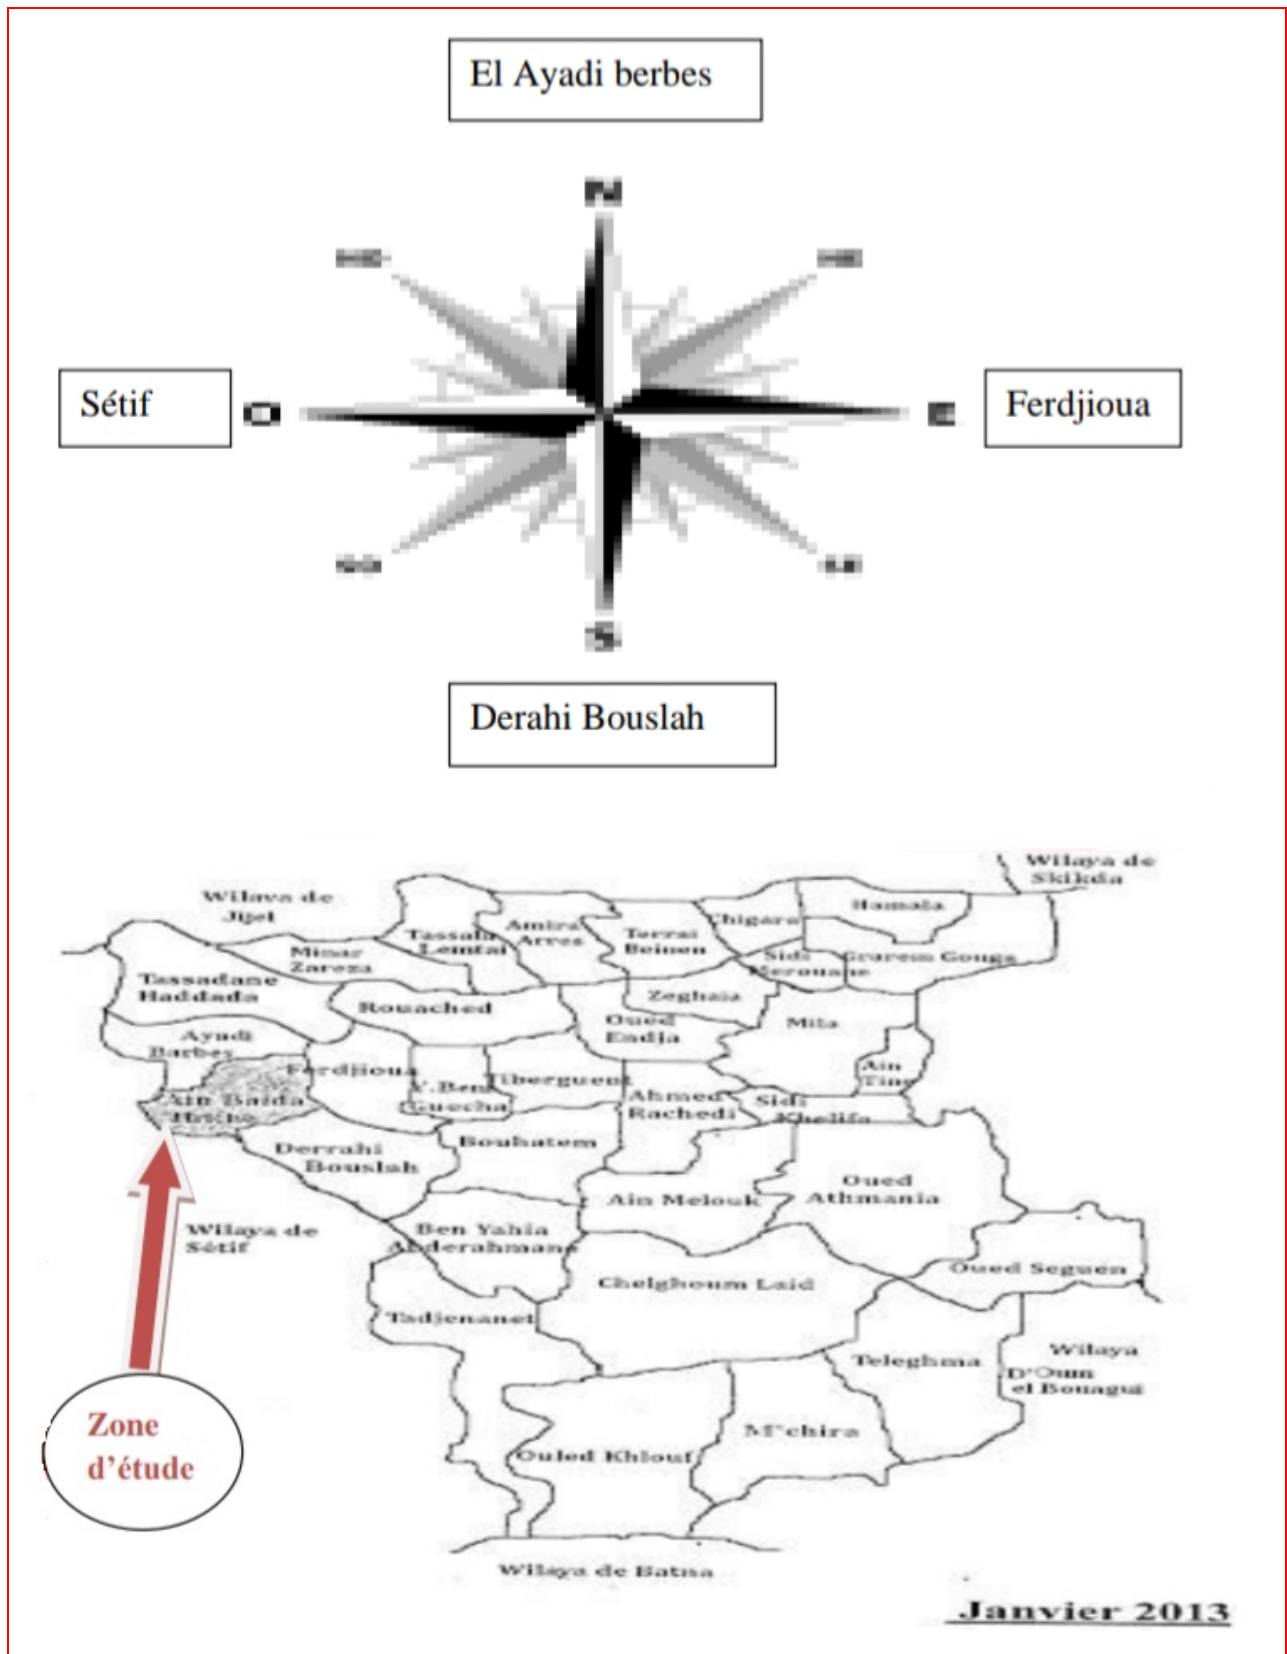 El Ayadi berbes
N
Sétif
O
E
Ferdjioua
S
Derahi Bouslah
Wilaya de
Skikda
Wilaya de
Jijel
Hamala
Chigara
Amira
Arres
Tassala
Lemtai
Terrai
Beinen
Minar
Zareza
Sidi
Merouane
Grarem Gouga
Tassadane
Haddada
Zeghaia
Rouached
Oued
Endja
Mila
Ayadi
Barbes
Ferdjioua
Tiberguent
Y.Ben
Guecha
Ain
Tine
Ain Baida
Hriche
Ahmed
Rachedi
Sidi
Khelifa
Derrahi
Bouslah
Bouhatem
Oued
Athmania
Ain Melouk
Wilaya de
Sétif
Ben Yahia
Abderahmane
Oued Seguen
Chelghoum Laid
Tadjenanet
Teleghma
Wilaya
D'Oum
el Bouagui
Zone
d'étude
M'chira
Ouled Khlouf
Wilaya de Batna
Janvier 2013